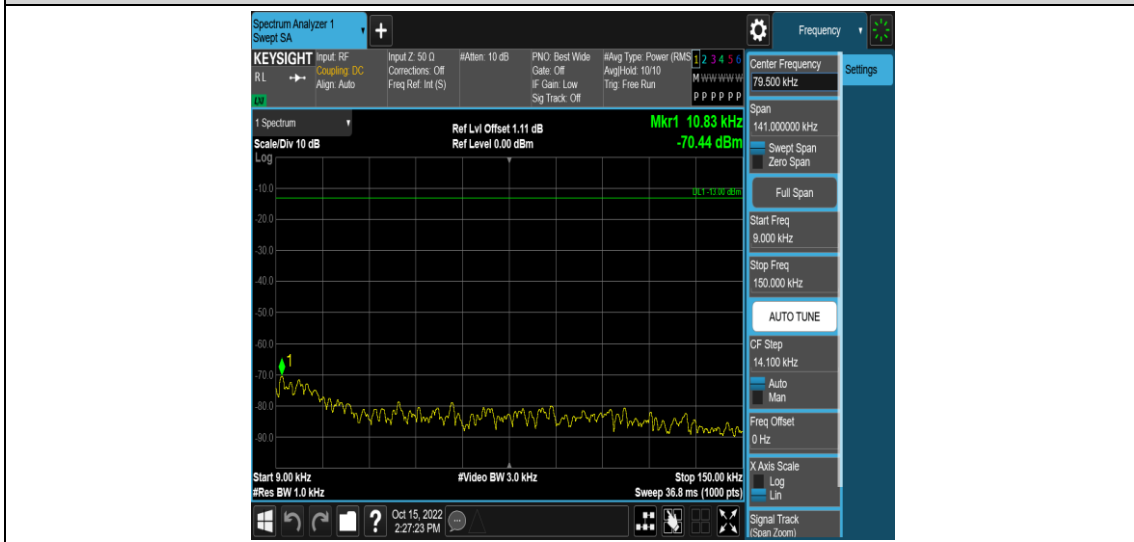 Spectrum Analyzer 1
Swept SA
+
Frequency
KEYSIGHT
RL
LXI
Input: RF
Coupling: DC
Align: Auto
Input Z: 50 Ω
Corrections: Off
Freq Ref: Int (S)
#Atten: 10 dB
PNO: Best Wide
Gate: Off
IF Gain: Low
Sig Track: Off
#Avg Type: Power (RMS
Avg|Hold: 10/10
Trig: Free Run
1 2 3 4 5 6
M W W W W W
P P P P P P
1 Spectrum
Scale/Div 10 dB
Log
Ref Lvl Offset 1.11 dB
Ref Level 0.00 dBm
Mkr1 10.83 kHz
-70.44 dBm
DL1 -13.00 dBm
-10.0
-20.0
-30.0
-40.0
-50.0
-60.0
-70.0
-80.0
-90.0
1
Start 9.00 kHz
#Res BW 1.0 kHz
#Video BW 3.0 kHz
Stop 150.00 kHz
Sweep 36.8 ms (1000 pts)
?
Oct 15, 2022
2:27:23 PM
Center Frequency
79.500 kHz
Settings
Span
141.000000 kHz
Swept Span
Zero Span
Full Span
Start Freq
9.000 kHz
Stop Freq
150.000 kHz
AUTO TUNE
CF Step
14.100 kHz
Auto
Man
Freq Offset
0 Hz
X Axis Scale
Log
Lin
Signal Track
(Span Zoom)